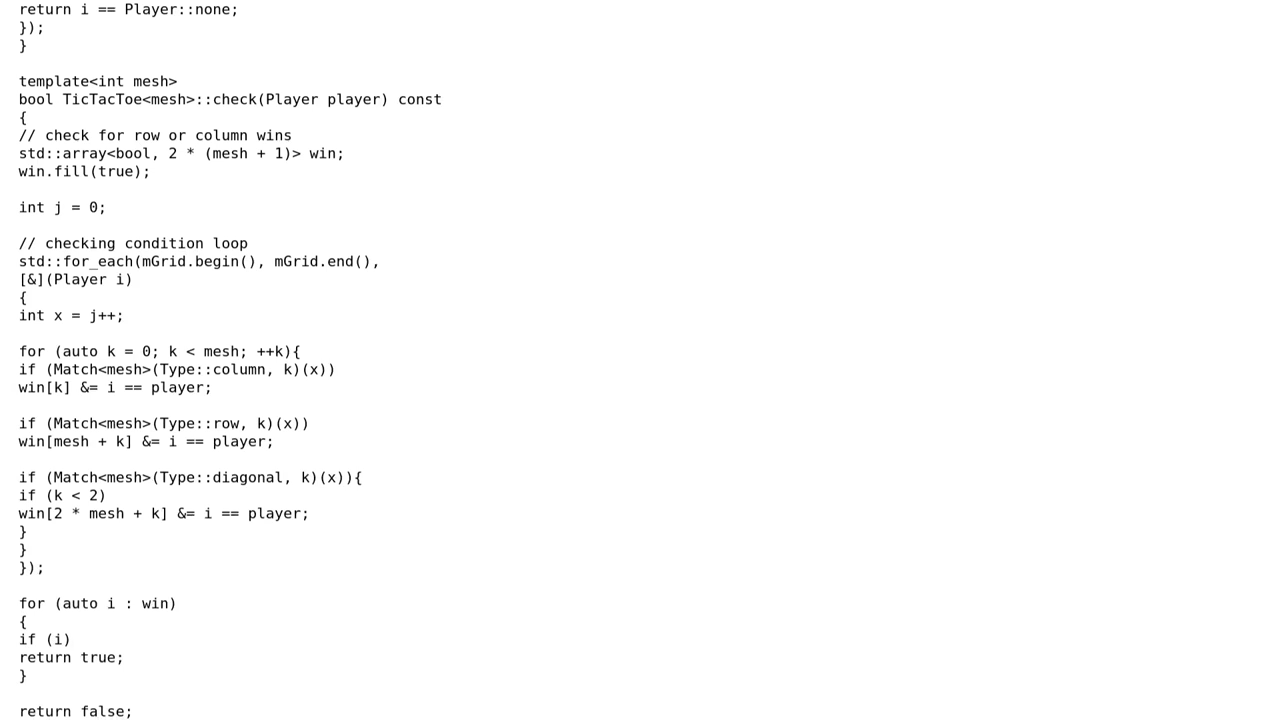 return i == Player::none;
});
}

template<int mesh>
bool TicTacToe<mesh>::check(Player player) const
{
// check for row or column wins
std::array<bool, 2 * (mesh + 1)> win;
win.fill(true);

int j = 0;

// checking condition loop
std::for_each(mGrid.begin(), mGrid.end(),
[&](Player i)
{
int x = j++;

for (auto k = 0; k < mesh; ++k){
if (Match<mesh>(Type::column, k)(x))
win[k] &= i == player;

if (Match<mesh>(Type::row, k)(x))
win[mesh + k] &= i == player;

if (Match<mesh>(Type::diagonal, k)(x)){
if (k < 2)
win[2 * mesh + k] &= i == player;
}
}
});

for (auto i : win)
{
if (i)
return true;
}

return false;